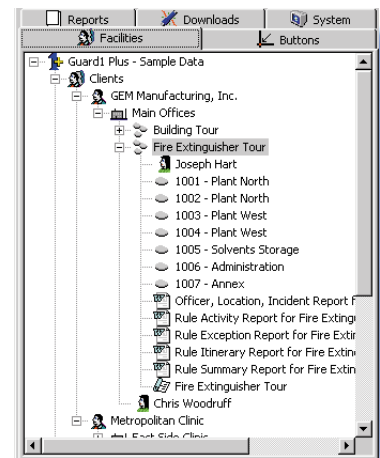 Reports Downloads System
Facilities Buttons
Guard1 Plus - Sample Data
Clients
GEM Manufacturing, Inc.
Main Offices
Building Tour
Fire Extinguisher Tour
Joseph Hart
1001 - Plant North
1002 - Plant North
1003 - Plant West
1004 - Plant West
1005 - Solvents Storage
1006 - Administration
1007 - Annex
Officer, Location, Incident Report f
Rule Activity Report for Fire Exting
Rule Exception Report for Fire Extin
Rule Itinerary Report for Fire Extin
Rule Summary Report for Fire Extin
Fire Extinguisher Tour
Chris Woodruff
Metropolitan Clinic
East Side Clinic